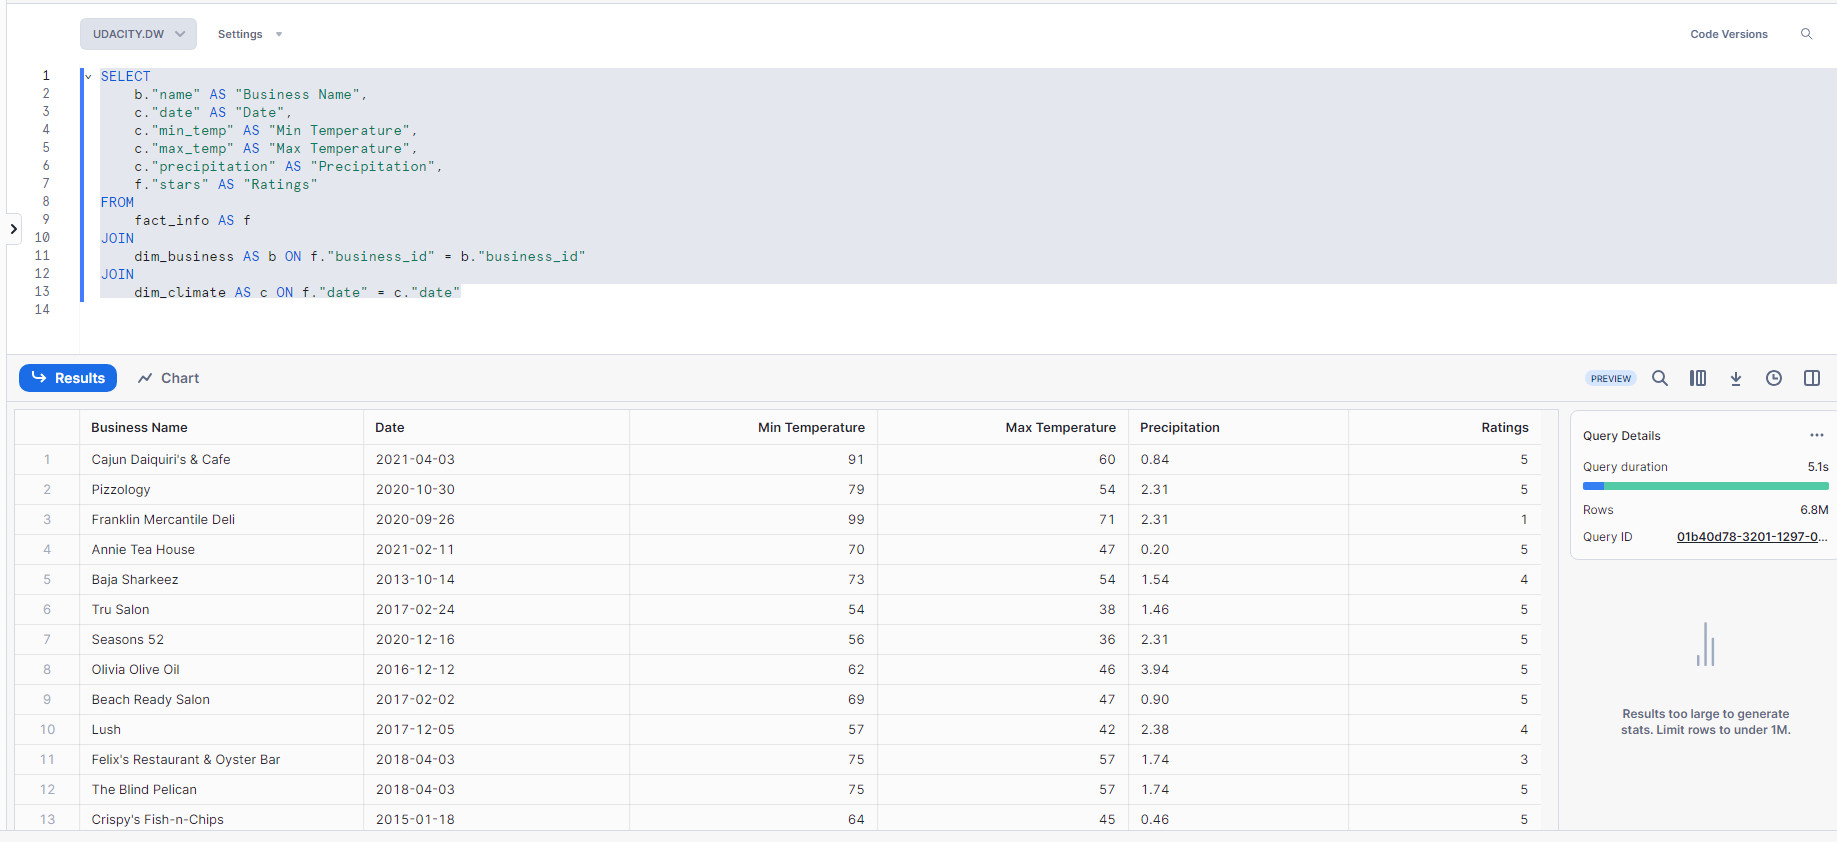 UDACITY.DW Settings Code Versions
1 SELECT
2 b."name" AS "Business Name",
3 c."date" AS "Date",
4 c."min_temp" AS "Min Temperature",
5 c."max_temp" AS "Max Temperature",
6 c."precipitation" AS "Precipitation",
7 f."stars" AS "Ratings"
8 FROM
9 fact_info AS f
10 JOIN
11 dim_business AS b ON f."business_id" = b."business_id"
12 JOIN
13 dim_climate AS c ON f."date" = c."date"
14
Results Chart PREVIEW
Business Name Date Min Temperature Max Temperature Precipitation Ratings
1 Cajun Daiquiri's & Cafe 2021-04-03 91 60 0.84 5
2 Pizzology 2020-10-30 79 54 2.31 5
3 Franklin Mercantile Deli 2020-09-26 99 71 2.31 1
4 Annie Tea House 2021-02-11 70 47 0.20 5
5 Baja Sharkeez 2013-10-14 73 54 1.54 4
6 Tru Salon 2017-02-24 54 38 1.46 5
7 Seasons 52 2020-12-16 56 36 2.31 5
8 Olivia Olive Oil 2016-12-12 62 46 3.94 5
9 Beach Ready Salon 2017-02-02 69 47 0.90 5
10 Lush 2017-12-05 57 42 2.38 4
11 Felix's Restaurant & Oyster Bar 2018-04-03 75 57 1.74 3
12 The Blind Pelican 2018-04-03 75 57 1.74 5
13 Crispy's Fish-n-Chips 2015-01-18 64 45 0.46 5
Query Details ...
Query duration 5.1s
Rows 6.8M
Query ID 01b40d78-3201-1297-0...
Results too large to generate
stats. Limit rows to under 1M.